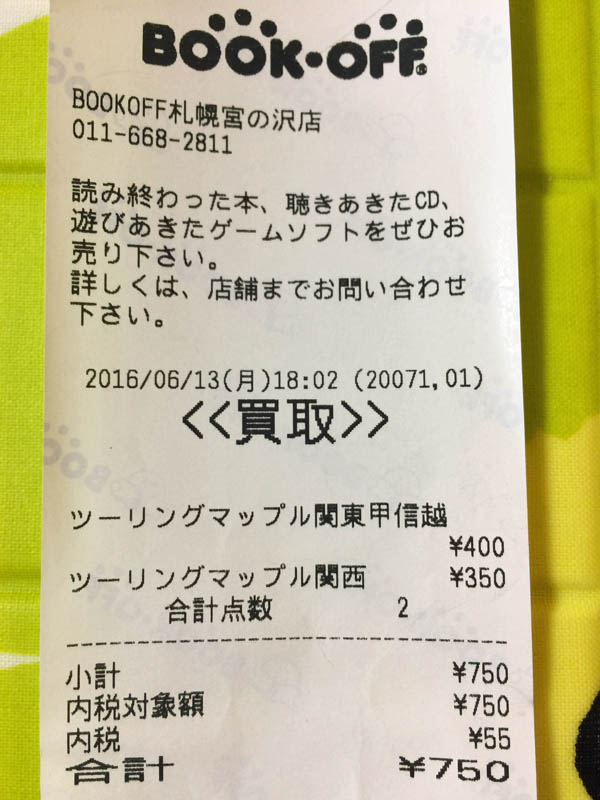 BOOK・OFF®
BOOKOFF札幌宮の沢店
011-668-2811
読み終わった本、聴きあきたCD、
遊びあきたゲームソフトをぜひお
売り下さい。
詳しくは、店舗までお問い合わせ
下さい。
2016/06/13(月)18:02 (20071,01)
<<買取>>
ツーリングマップル関東甲信越
¥400
ツーリングマップル関西 ¥350
合計点数 2
小計 ¥750
内税対象額 ¥750
内税 ¥55
合計 ¥750